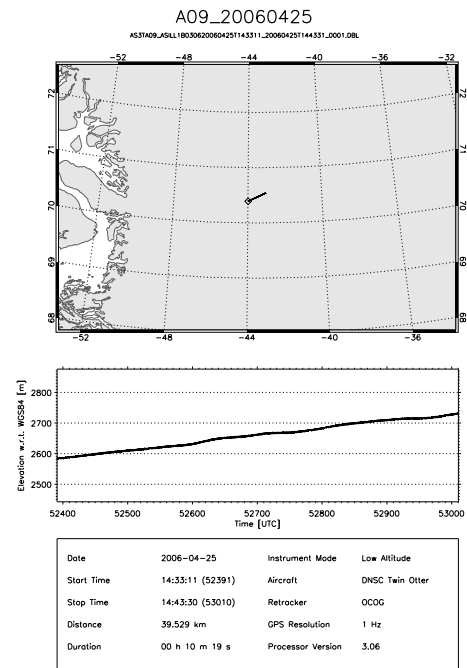 A09_20060425
AS3TA09_ASILL1B030620060425T143311_20060425T144331_0001.DBL
-52 -48 -44 -40 -36 -32
72 72
71 71
70 70
69 69
68 68
-52 -48 -44 -40 -36
Elevation w.r.t. WGS84 [m]
2800
2700
2600
2500
52400 52500 52600 52700 52800 52900 53000
Time [UTC]
Date 2006-04-25 Instrument Mode Low Altitude
Start Time 14:33:11 (52391) Aircraft DNSC Twin Otter
Stop Time 14:43:30 (53010) Retracker OCOG
Distance 39.529 km GPS Resolution 1 Hz
Duration 00 h 10 m 19 s Processor Version 3.06